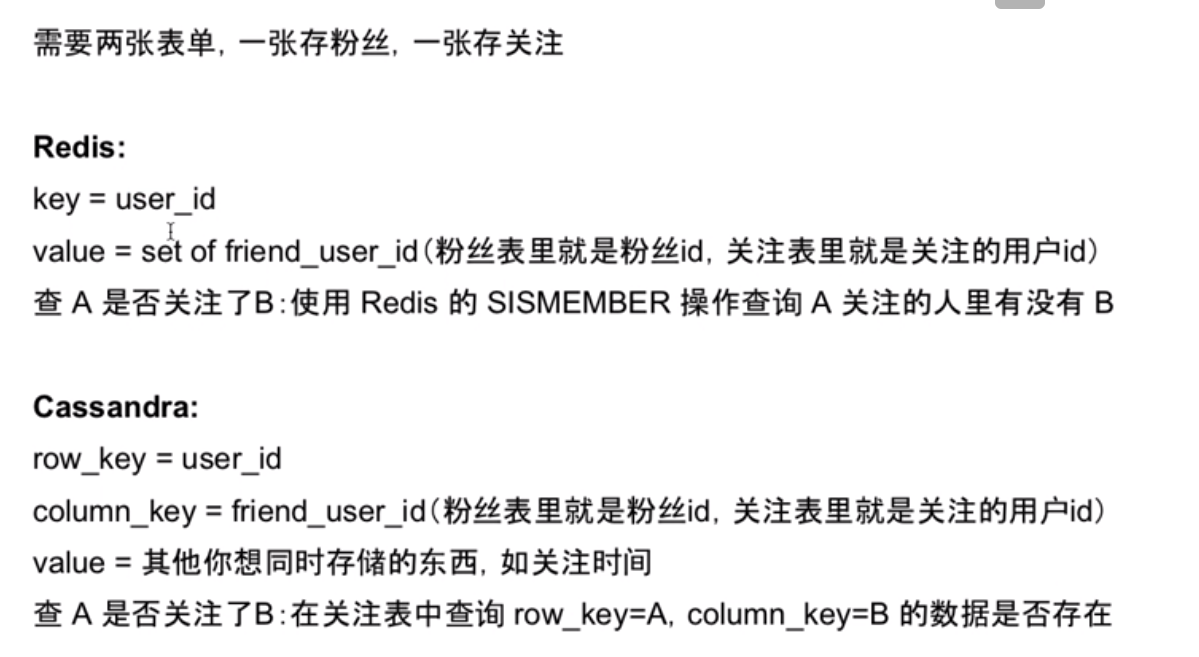 需要两张表单, 一张存粉丝, 一张存关注
Redis:
key = user_id
value = set of friend_user_id(粉丝表里就是粉丝id, 关注表里就是关注的用户id)
查 A 是否关注了B:使用 Redis 的 SISMEMBER 操作查询 A 关注的人里有没有 B
Cassandra:
row_key = user_id
column_key = friend_user_id(粉丝表里就是粉丝id, 关注表里就是关注的用户id)
value = 其他你想同时存储的东西, 如关注时间
查 A 是否关注了B:在关注表中查询 row_key=A, column_key=B 的数据是否存在